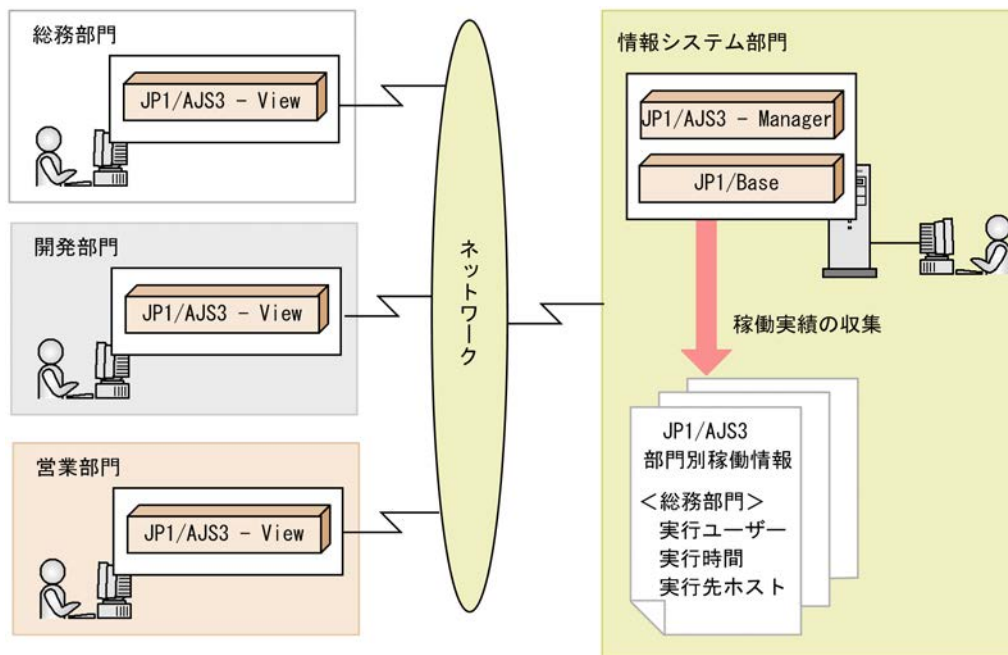 総務部門
JP1/AJS3 - View
開発部門
JP1/AJS3 - View
営業部門
JP1/AJS3 - View
ネットワーク
情報システム部門
JP1/AJS3 - Manager
JP1/Base
稼働実績の収集
JP1/AJS3
部門別稼働情報
＜総務部門＞
実行ユーザー
実行時間
実行先ホスト